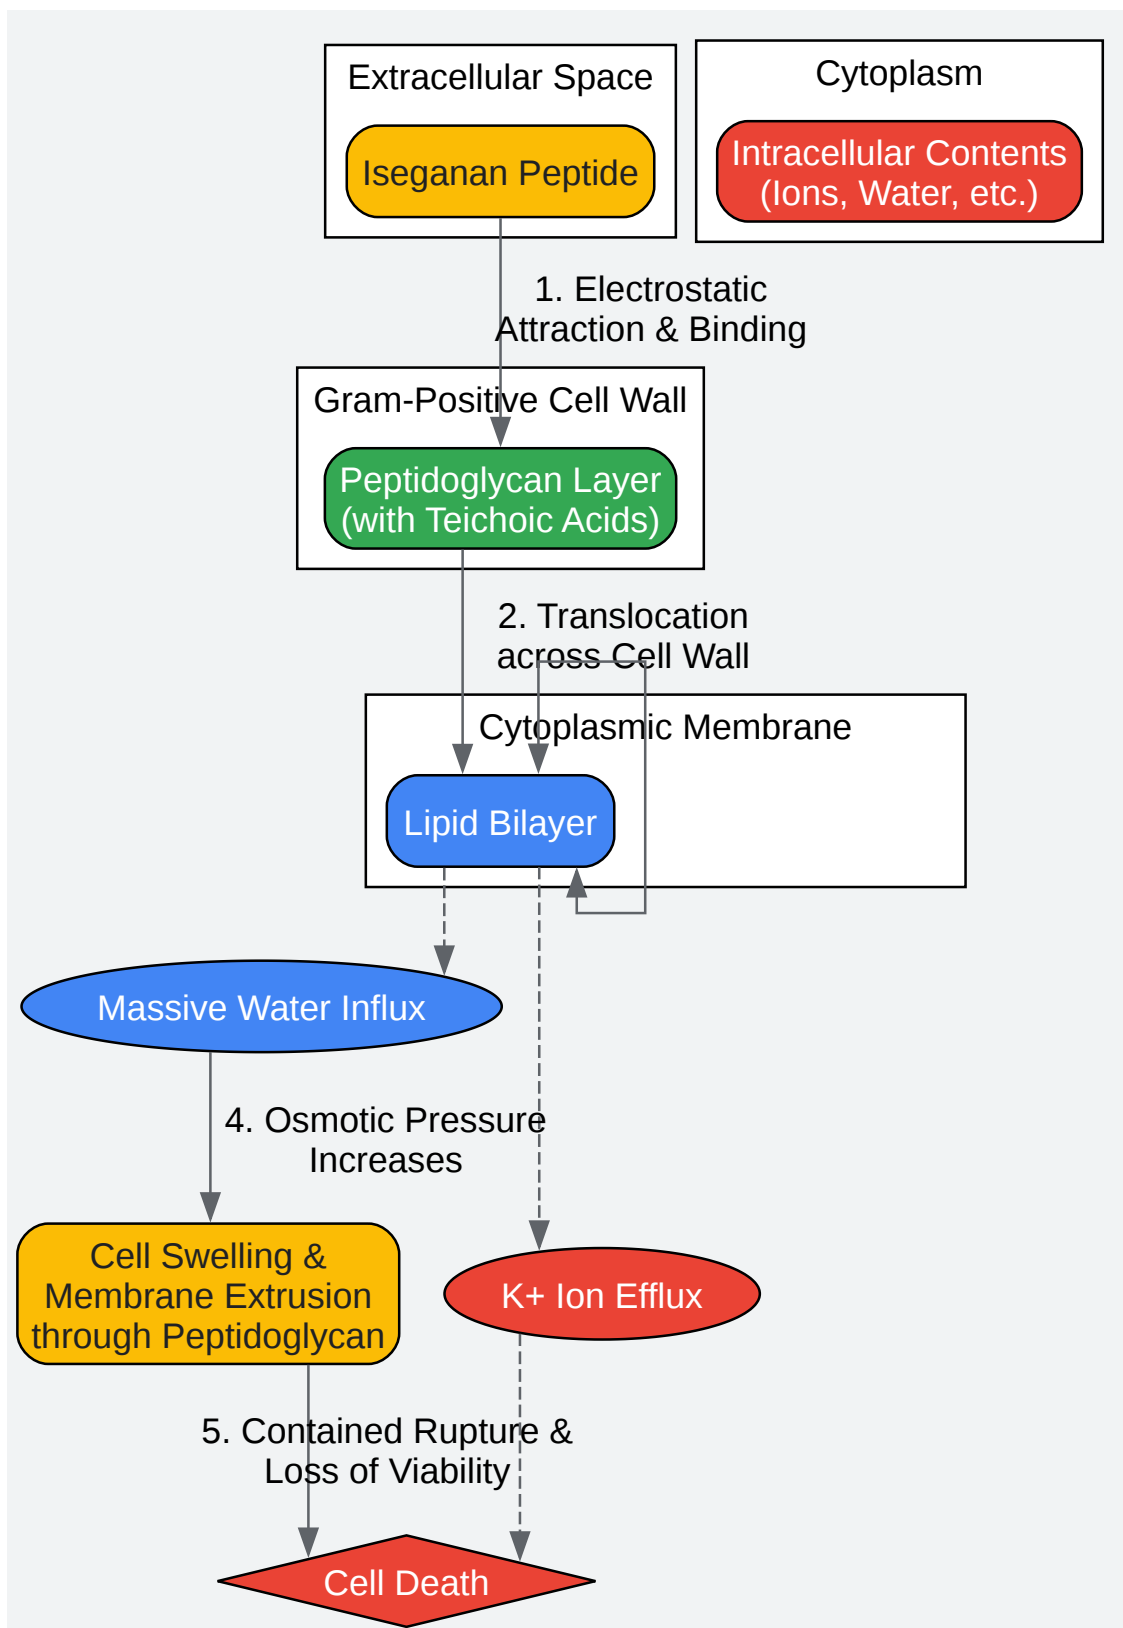 Extracellular Space
Iseganan Peptide
Cytoplasm
Intracellular Contents
(Ions, Water, etc.)
1. Electrostatic
Attraction & Binding
Gram-Positive Cell Wall
Peptidoglycan Layer
(with Teichoic Acids)
2. Translocation
across Cell Wall
Cytoplasmic Membrane
Lipid Bilayer
Massive Water Influx
4. Osmotic Pressure
Increases
Cell Swelling &
Membrane Extrusion
through Peptidoglycan
K+ Ion Efflux
5. Contained Rupture &
Loss of Viability
Cell Death